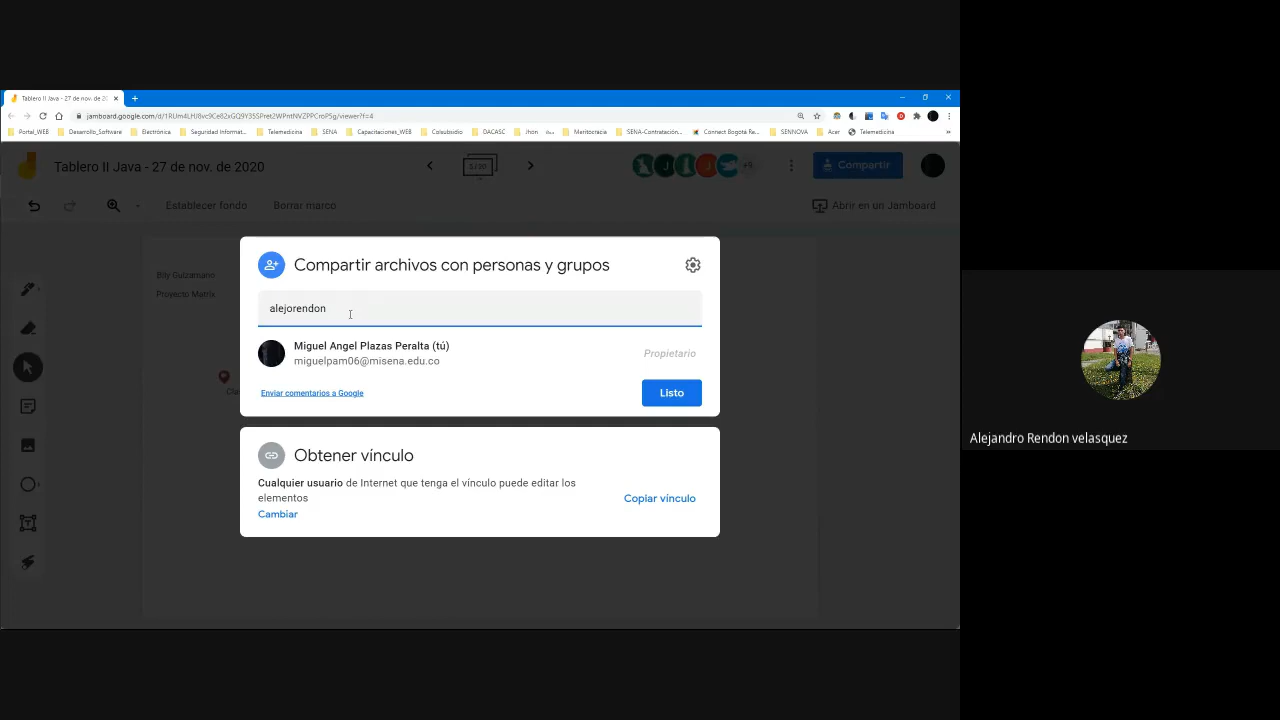 Tablero II Java - 27 de nov. de 20
jamboard.google.com/d/1RUm4LHJ8vc9Ce82xGQ9Y35SPret2WPntNVZPPCroP5g/viewer?f=4
Portal_WEB Desarrollo_Software Electrónica Seguridad Informat... Telemedicina SENA Capacitaciones_WEB Colsubsidio OACASC Jhon Meritocracia SENA-Contratación... Connect Bogotá Re... SENNOVA Acer Telemedicina »
Tablero II Java - 27 de nov. de 2020
Compartir
Establecer fondo Borrar marco Abrir en un Jamboard
Proyecto Matrix
Compartir archivos con personas y grupos
alejorendon
Miguel Angel Plazas Peralta (tú)
miguelpam06@misena.edu.co
Propietario
Enviar comentarios a Google
Listo
Obtener vínculo
Cualquier usuario de Internet que tenga el vínculo puede editar los
elementos
Cambiar
Copiar vínculo
Alejandro Rendon velasquez